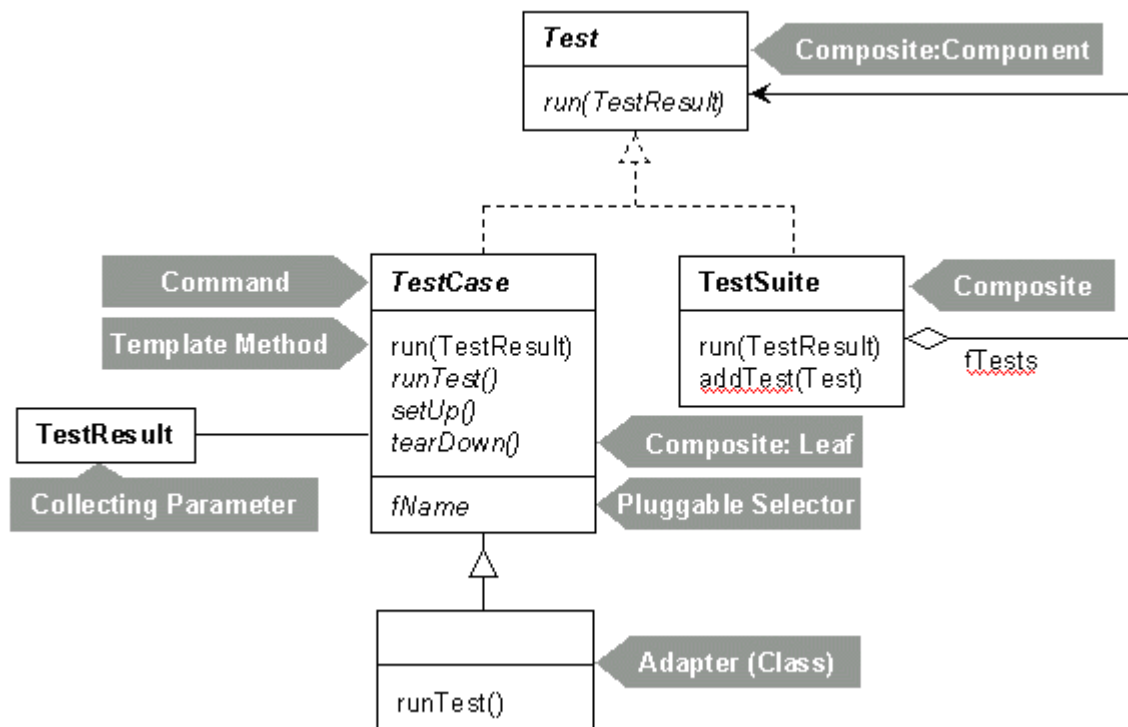 Test
Composite:Component
run(TestResult)
Command
TestCase
TestSuite
Composite
Template Method
run(TestResult)
runTest()
setUp()
tearDown()
run(TestResult)
addTest(Test)
fTests
TestResult
Composite: Leaf
Collecting Parameter
fName
Pluggable Selector
Adapter (Class)
runTest()